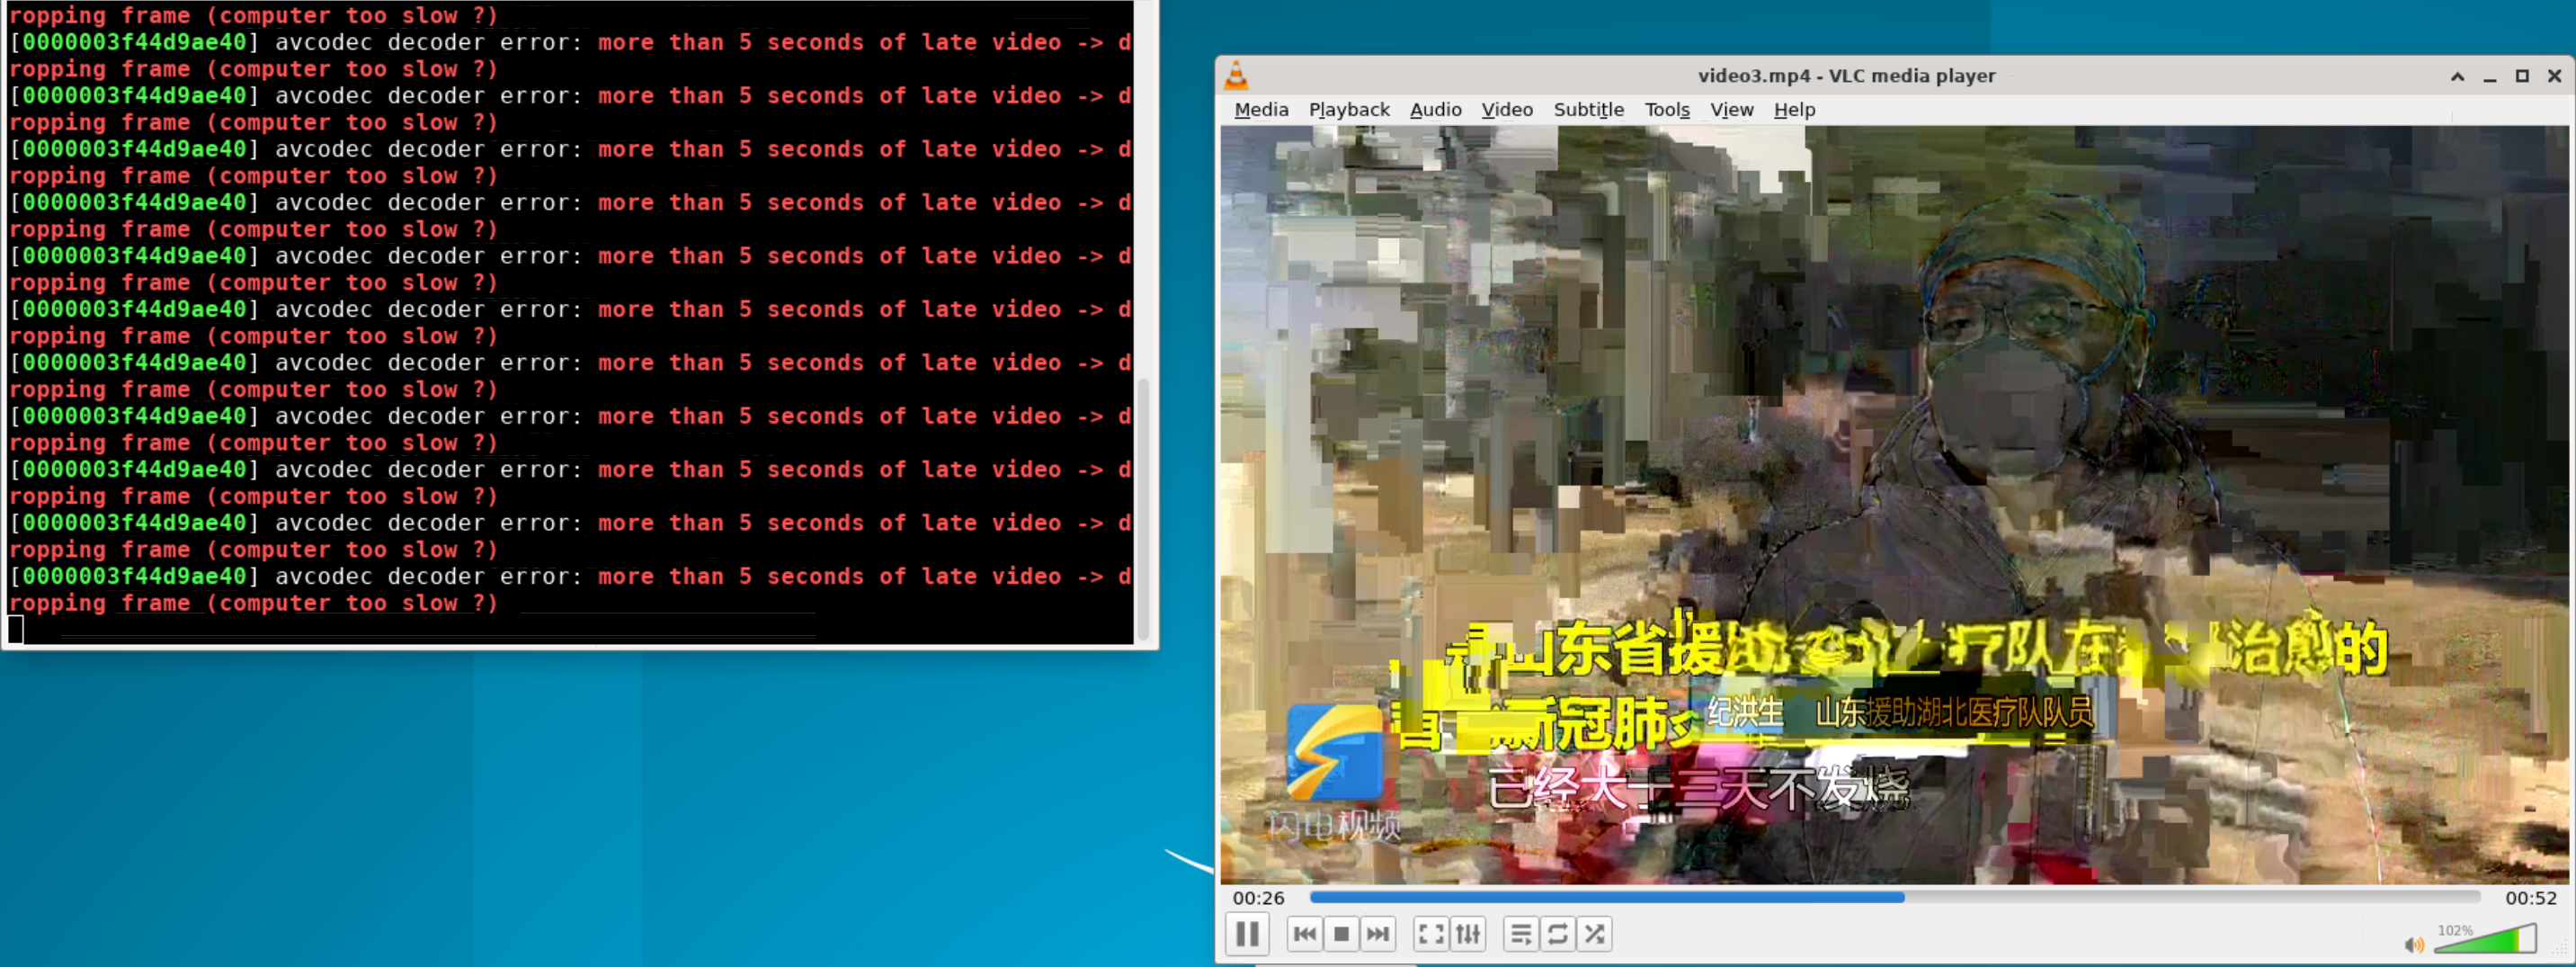 ropping frame (computer too slow ?)
[0000003f44d9ae40] avcodec decoder error: more than 5 seconds of late video -> d
ropping frame (computer too slow ?)
[0000003f44d9ae40] avcodec decoder error: more than 5 seconds of late video -> d
ropping frame (computer too slow ?)
[0000003f44d9ae40] avcodec decoder error: more than 5 seconds of late video -> d
ropping frame (computer too slow ?)
[0000003f44d9ae40] avcodec decoder error: more than 5 seconds of late video -> d
ropping frame (computer too slow ?)
[0000003f44d9ae40] avcodec decoder error: more than 5 seconds of late video -> d
ropping frame (computer too slow ?)
[0000003f44d9ae40] avcodec decoder error: more than 5 seconds of late video -> d
ropping frame (computer too slow ?)
[0000003f44d9ae40] avcodec decoder error: more than 5 seconds of late video -> d
ropping frame (computer too slow ?)
[0000003f44d9ae40] avcodec decoder error: more than 5 seconds of late video -> d
ropping frame (computer too slow ?)
[0000003f44d9ae40] avcodec decoder error: more than 5 seconds of late video -> d
ropping frame (computer too slow ?)
[0000003f44d9ae40] avcodec decoder error: more than 5 seconds of late video -> d
ropping frame (computer too slow ?)
[0000003f44d9ae40] avcodec decoder error: more than 5 seconds of late video -> d
ropping frame (computer too slow ?)
video3.mp4 - VLC media player
Media Playback Audio Video Subtitle Tools View Help
山东省援 疗队在 治愈的
新冠肺
纪洪生 山东援助湖北医疗队队员
已经大于三天不发烧
闪电视频
00:26 00:52
102%